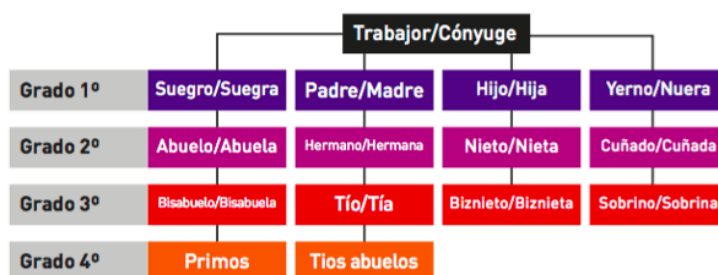 Trabajor/Cónyuge
Grado 1º Suegro/Suegra Padre/Madre Hijo/Hija Yerno/Nuera
Grado 2º Abuelo/Abuela Hermano/Hermana Nieto/Nieta Cuñado/Cuñada
Grado 3º Bisabuelo/Bisabuela Tío/Tía Biznieto/Biznieta Sobrino/Sobrina
Grado 4º Primos Tios abuelos